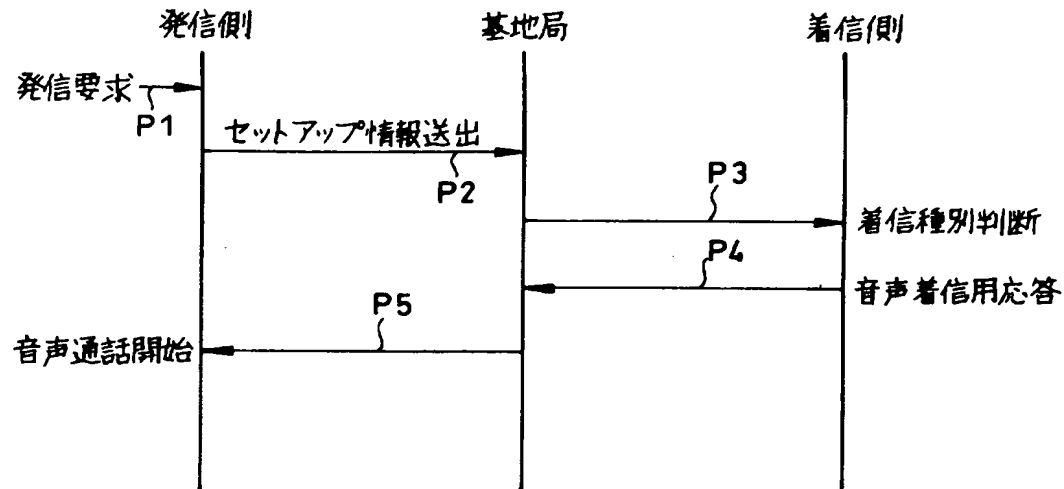 発信側
基地局
着信側
発信要求
P1
セットアップ情報送出
P2
P3
着信種別判断
P4
音声着信用応答
P5
音声通話開始